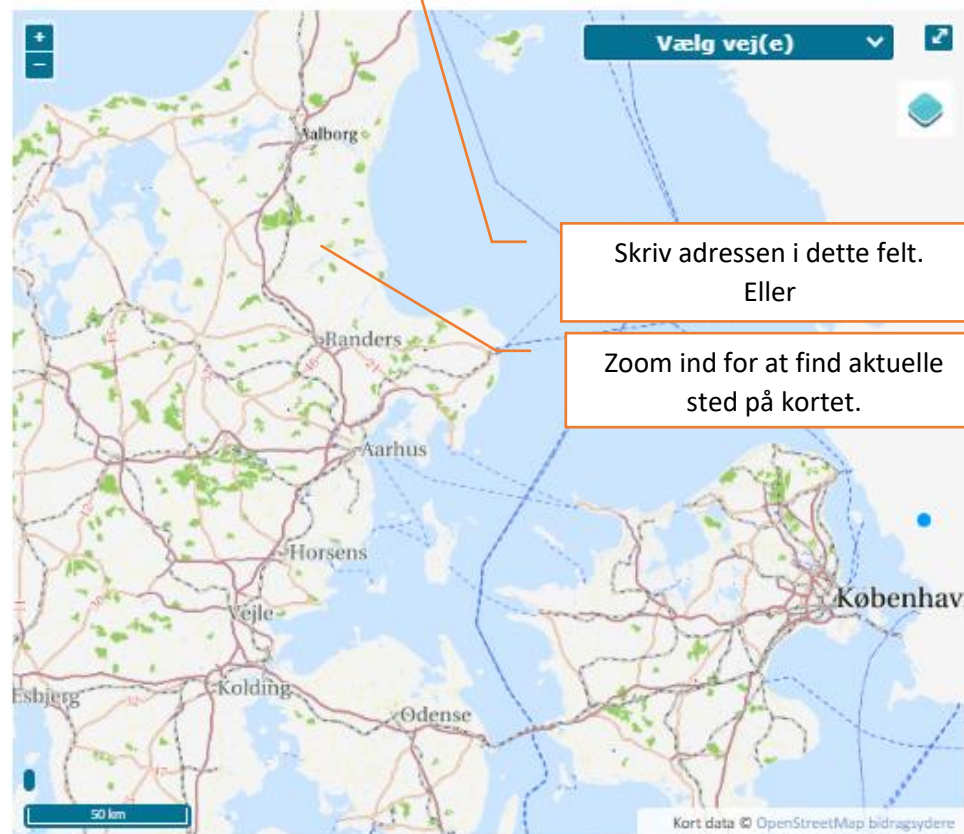 +
Vælg vej(e)
−
Aalborg
Skriv adressen i dette felt.
Eller
Randers
Zoom ind for at find aktuelle
sted på kortet.
Aarhus
Horsens
Københav
Vejle
Esbjerg
Kolding
Odense
50 km
Kort data © OpenStreetMap bidragsydere